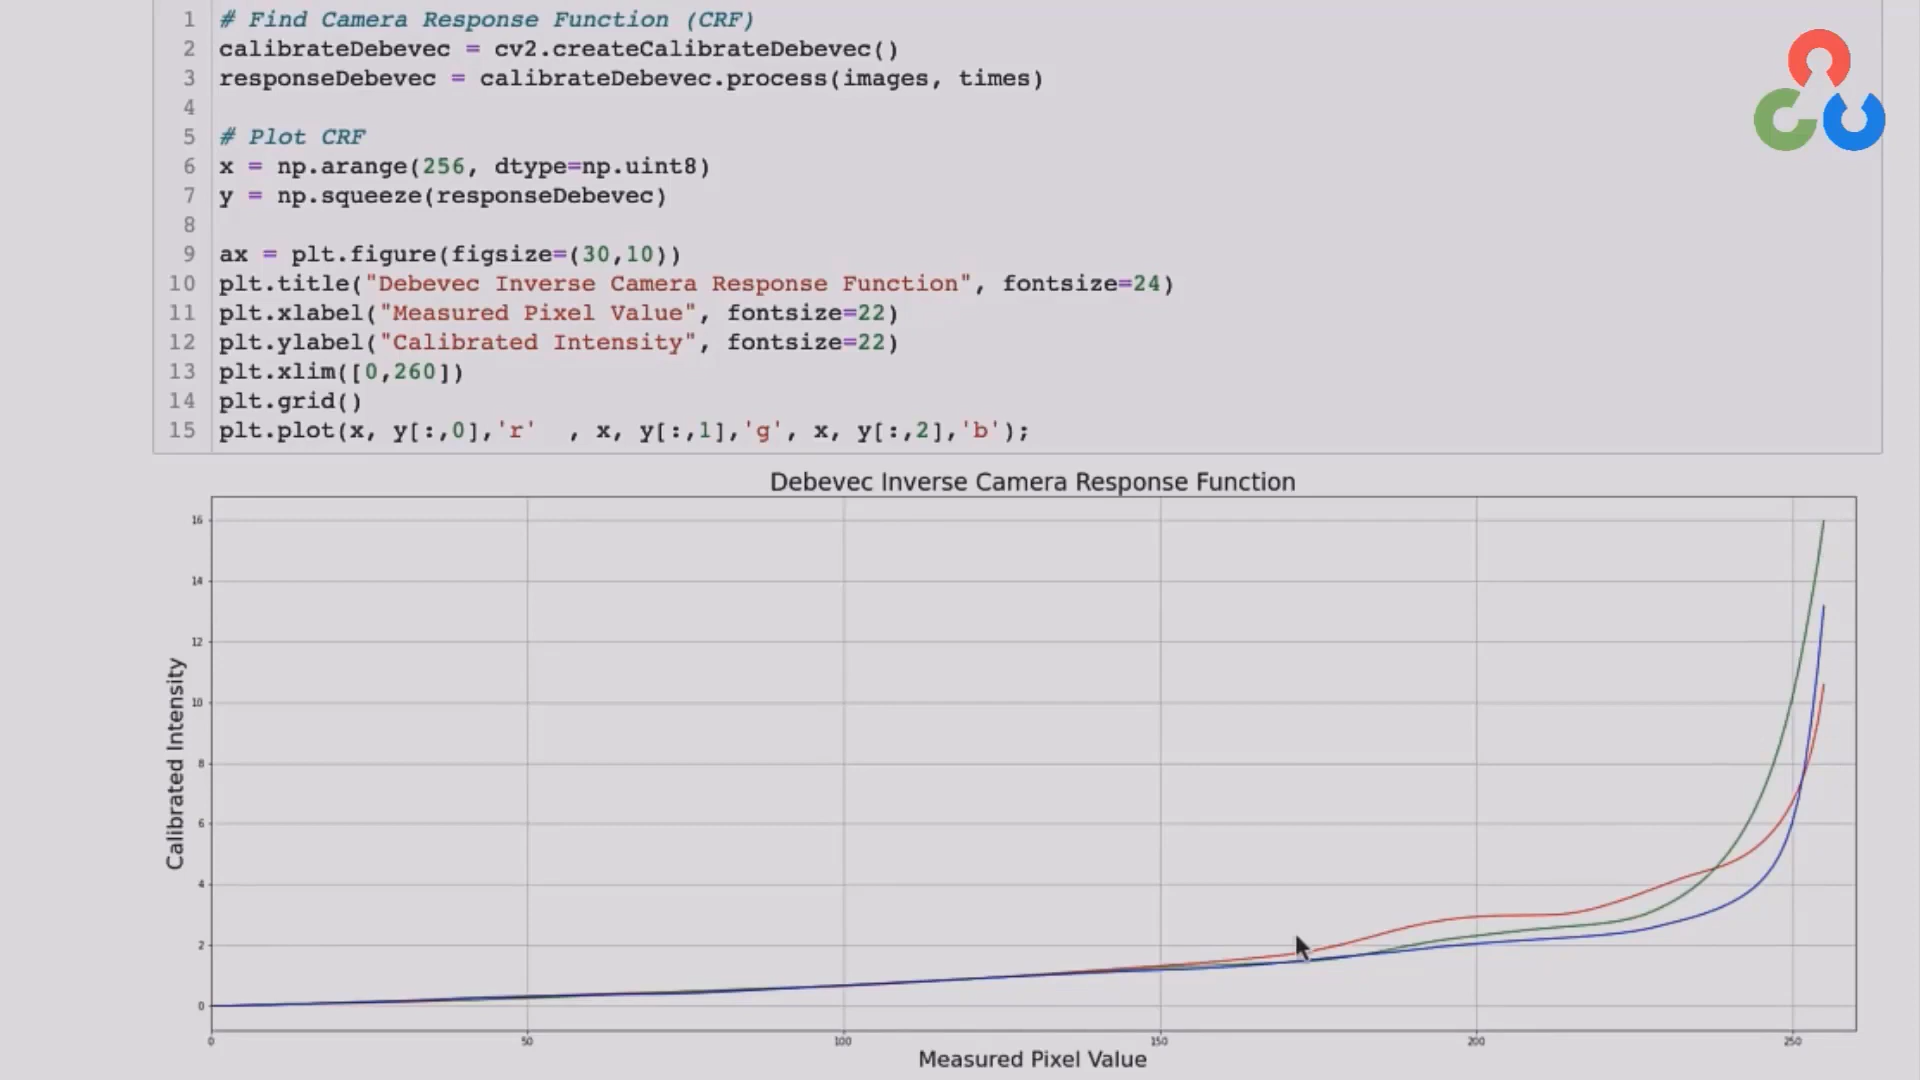 1 # Find Camera Response Function (CRF)
2 calibrateDebevec = cv2.createCalibrateDebevec()
3 responseDebevec = calibrateDebevec.process(images, times)
4
5 # Plot CRF
6 x = np.arange(256, dtype=np.uint8)
7 y = np.squeeze(responseDebevec)
8
9 ax = plt.figure(figsize=(30,10))
10 plt.title("Debevec Inverse Camera Response Function", fontsize=24)
11 plt.xlabel("Measured Pixel Value", fontsize=22)
12 plt.ylabel("Calibrated Intensity", fontsize=22)
13 plt.xlim([0,260])
14 plt.grid()
15 plt.plot(x, y[:,0],'r'  , x, y[:,1],'g', x, y[:,2],'b');
Debevec Inverse Camera Response Function
Calibrated Intensity
16
14
12
10
8
6
4
2
0
0 50 100 150 200 250
Measured Pixel Value